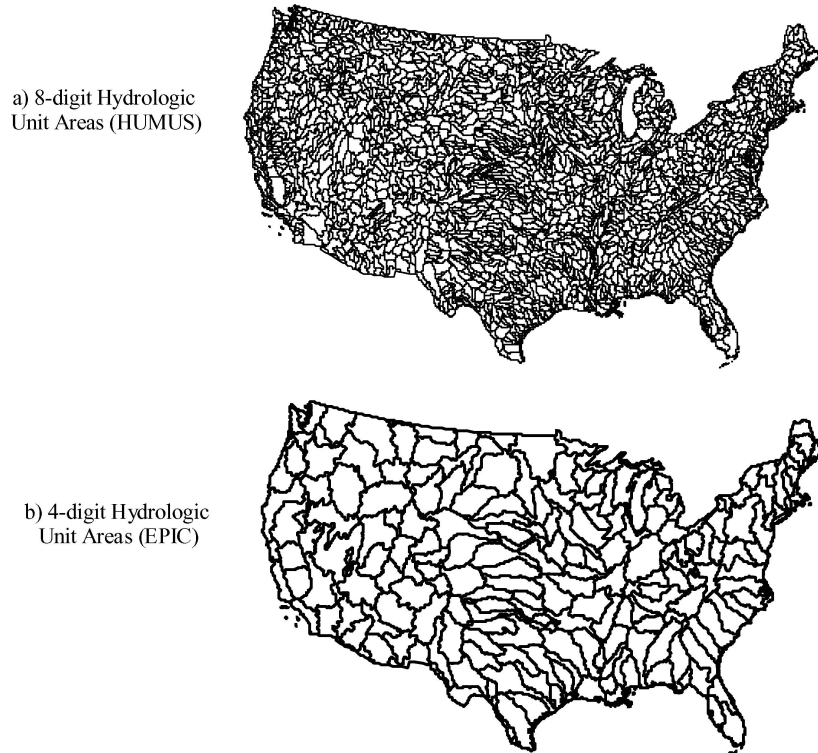 a) 8-digit Hydrologic
Unit Areas (HUMUS)
b) 4-digit Hydrologic
Unit Areas (EPIC)